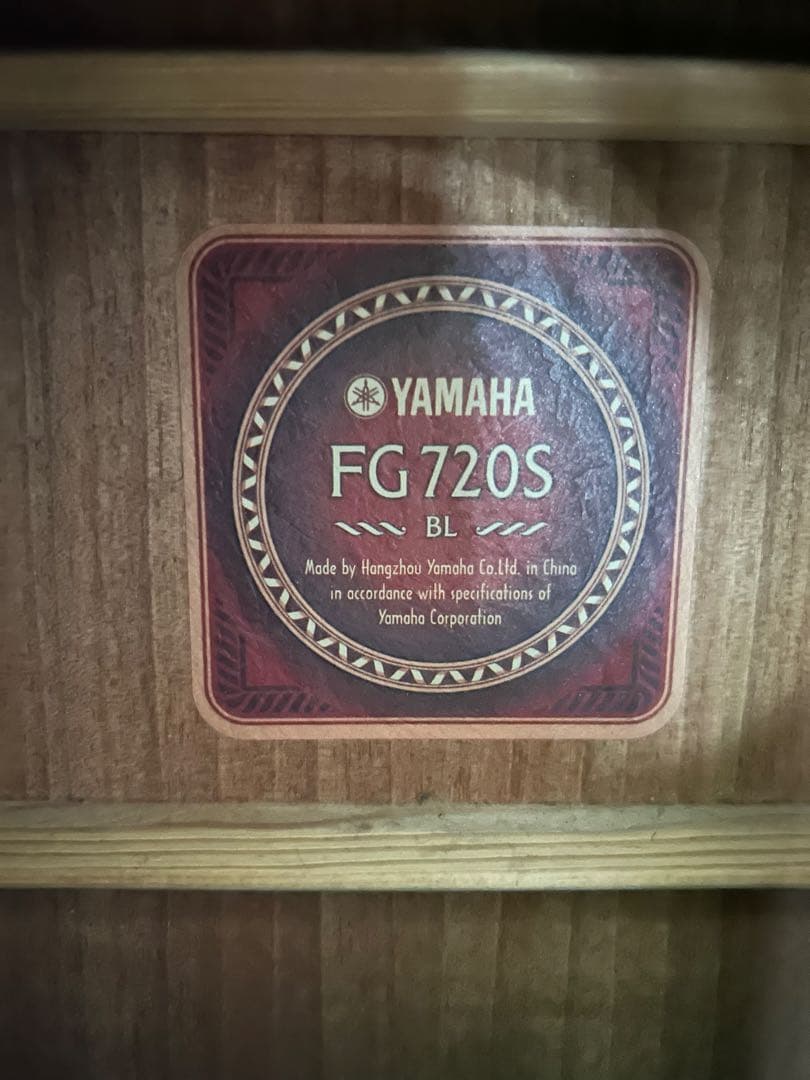 YAMAHA
FG720S
BL
Made by Hangzhou Yamaha Co.Ltd. in China
in accordance with specifications of
Yamaha Corporation